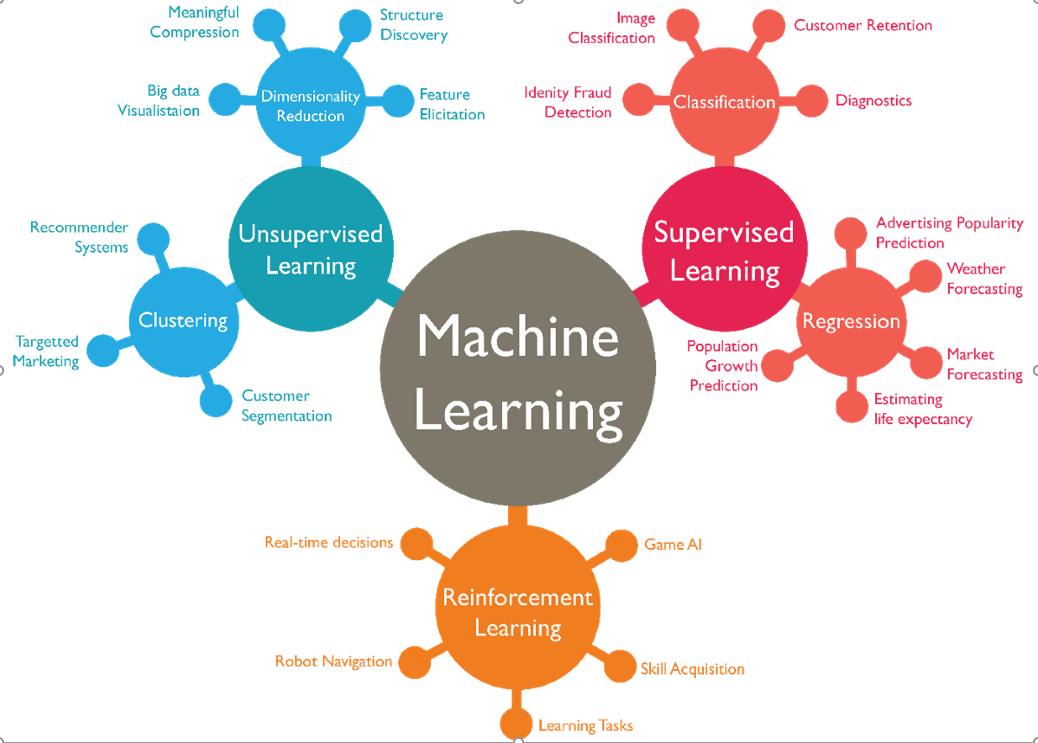 Meaningful
Compression
Structure
Discovery
Big data
Visualistaion
Dimensionality
Reduction
Feature
Elicitation
Image
Classification
Customer Retention
Idenity Fraud
Detection
Classification
Diagnostics
Recommender
Systems
Unsupervised
Learning
Clustering
Targetted
Marketing
Customer
Segmentation
Supervised
Learning
Advertising Popularity
Prediction
Weather
Forecasting
Regression
Population
Growth
Prediction
Market
Forecasting
Estimating
life expectancy
Machine
Learning
Real-time decisions
Game AI
Reinforcement
Learning
Robot Navigation
Skill Acquisition
Learning Tasks